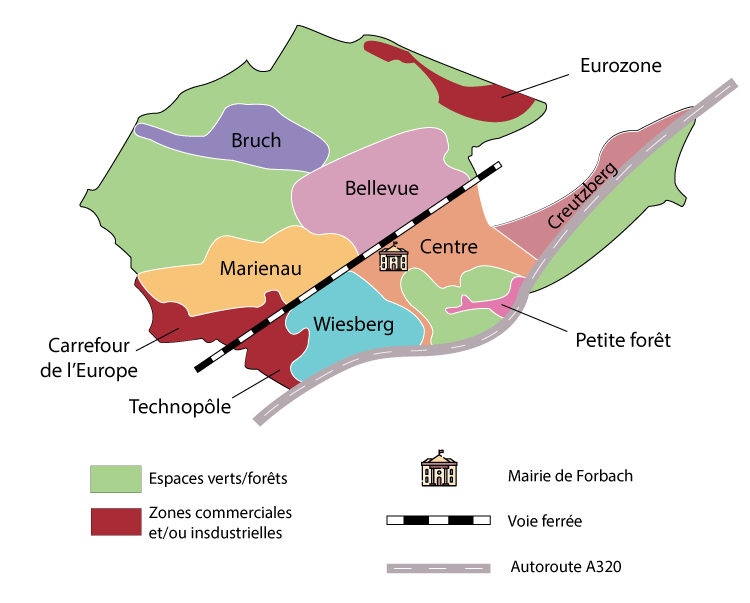 Eurozone
Bruch
Bellevue
Creutzberg
Centre
Marienau
Wiesberg
Petite forêt
Carrefour
de l'Europe
Technopôle
Espaces verts/forêts
Zones commerciales
et/ou insdustrielles
Mairie de Forbach
Voie ferrée
Autoroute A320